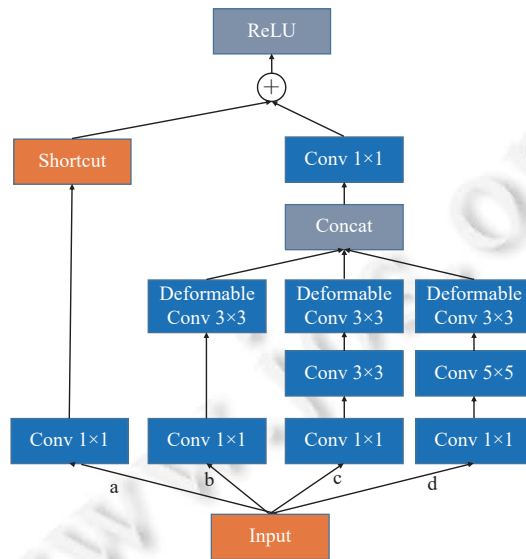 ReLU
+
Shortcut
Conv 1×1
Concat
Deformable
Conv 3×3
Deformable
Conv 3×3
Deformable
Conv 3×3
Conv 3×3
Conv 5×5
Conv 1×1
Conv 1×1
Conv 1×1
Conv 1×1
a
b
c
d
Input